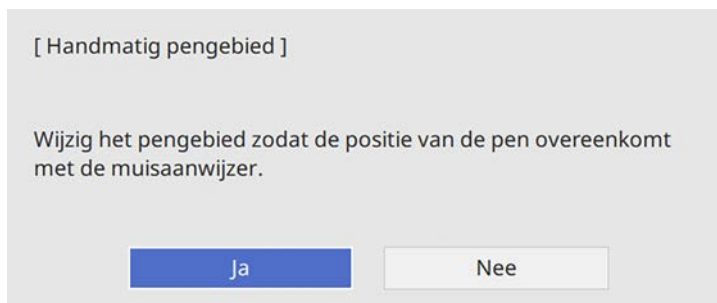 [ Handmatig pengebied ]
Wijzig het pengebied zodat de positie van de pen overeenkomt
met de muisaanwijzer.
Ja
Nee